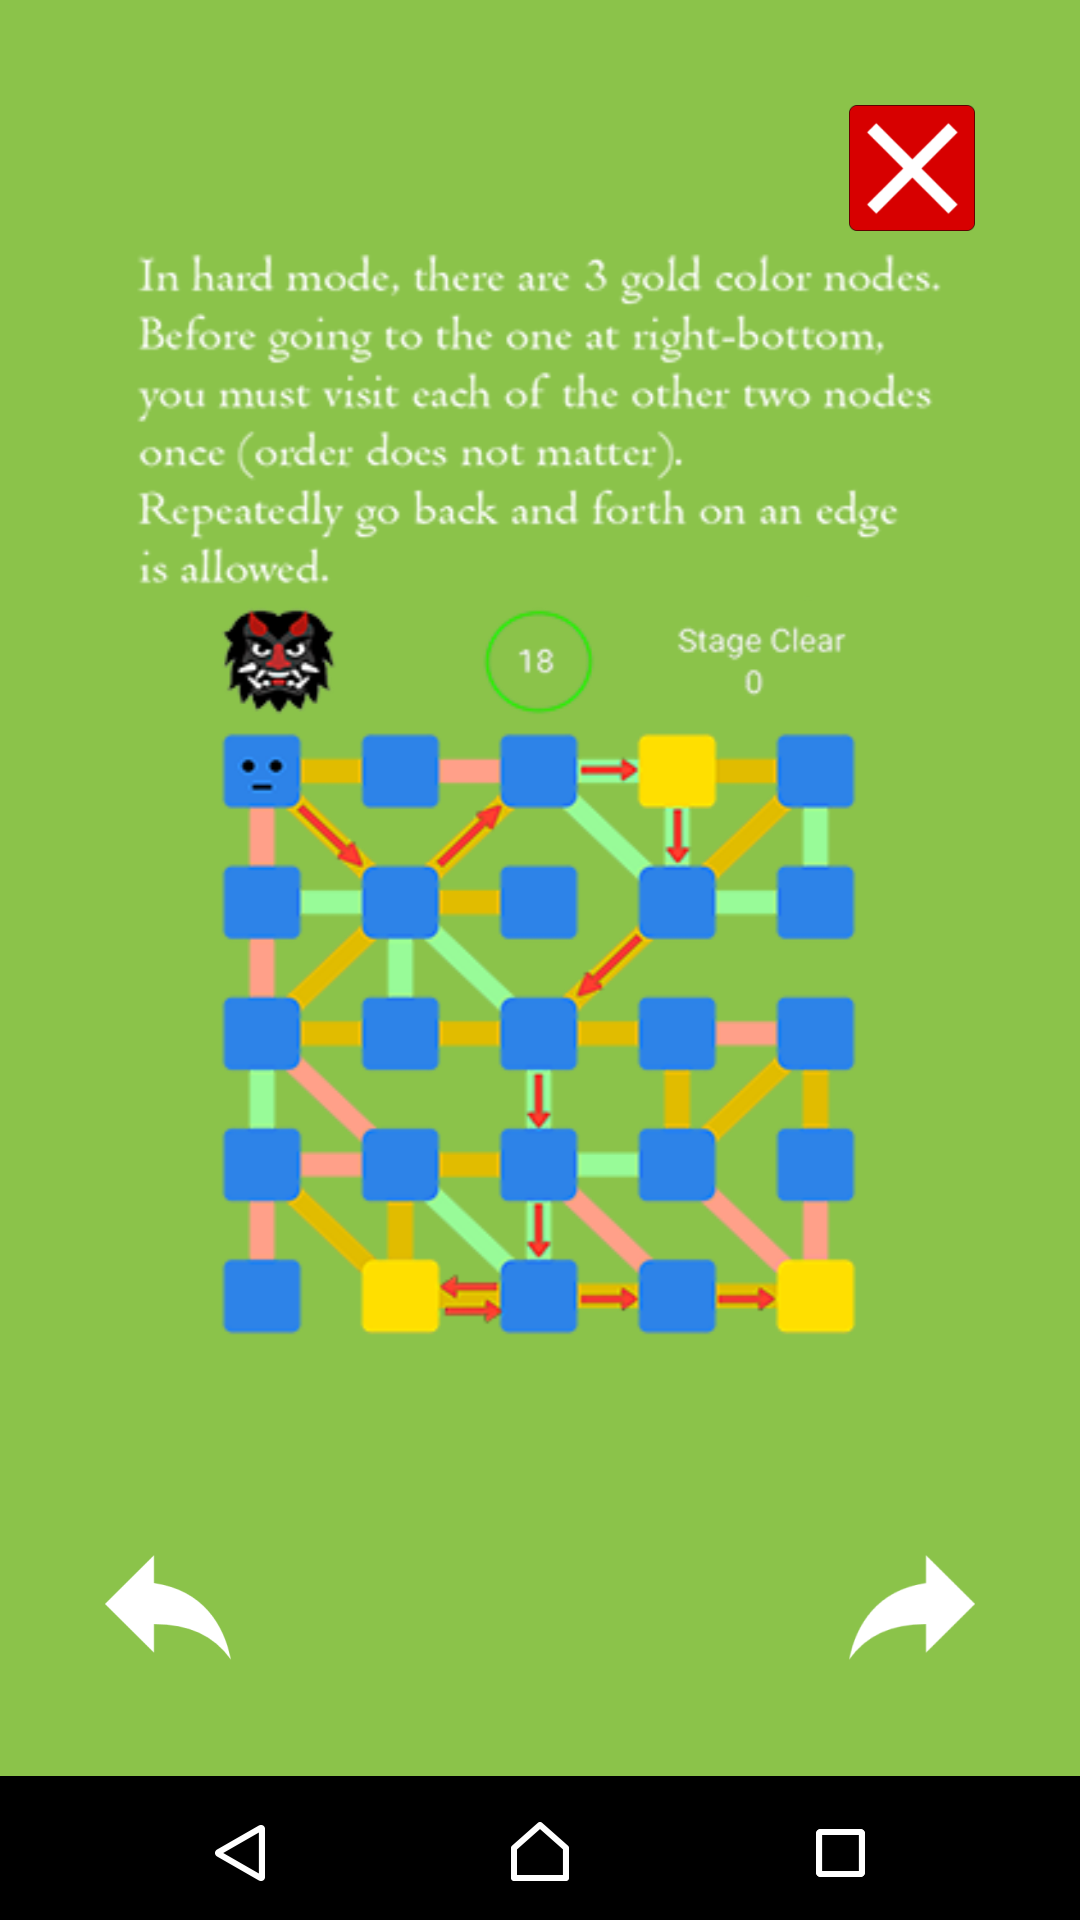 In hard mode, there are 3 gold color nodes.
Before going to the one at right-bottom,
you must visit each of the other two nodes
once (order does not matter).
Repeatedly go back and forth on an edge
is allowed.
18
Stage Clear
0